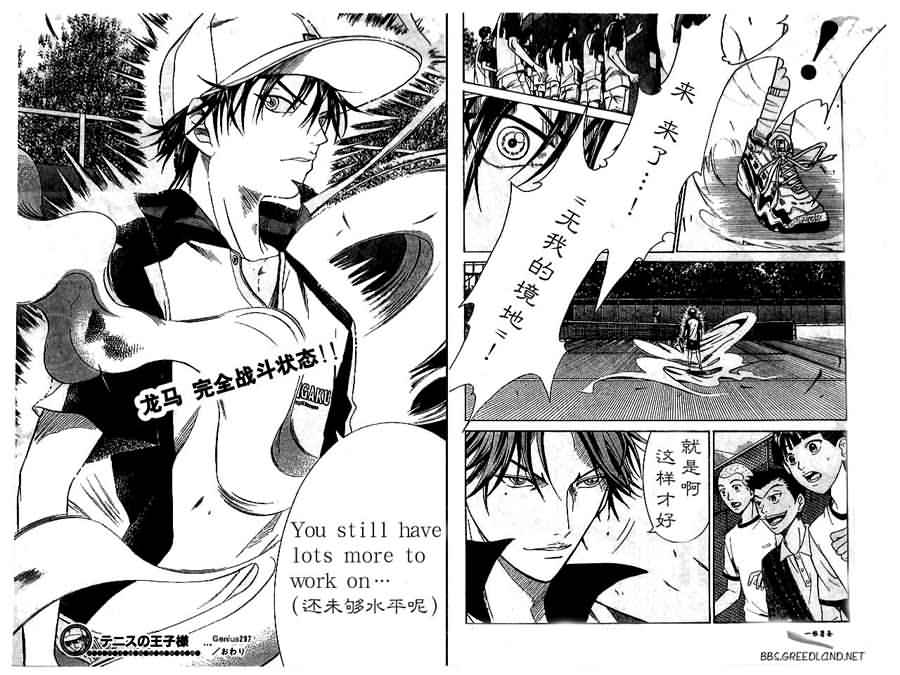 !
来来了…!
“无我的境地”!
就是啊
这样才好
龙马 完全战斗状态!!
GAKU
You still have
lots more to
work on…
(还未够水平呢)
テニスの王子様
…Genius297
/おわり
BBS.GREEDLAND.NET